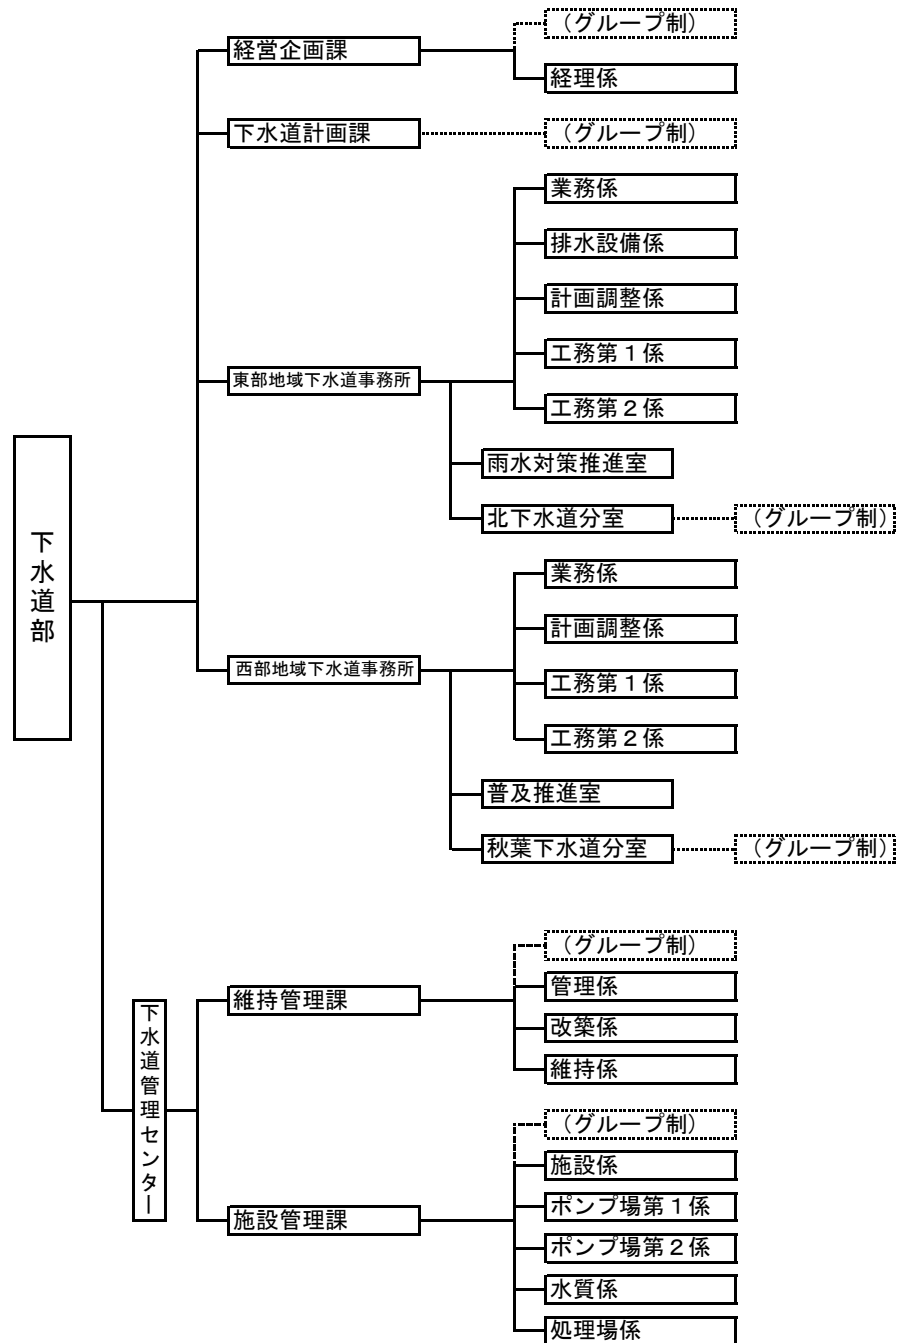 下水道部
経営企画課
（グループ制）
経理係
下水道計画課
（グループ制）
東部地域下水道事務所
業務係
排水設備係
計画調整係
工務第１係
工務第２係
雨水対策推進室
北下水道分室
（グループ制）
西部地域下水道事務所
業務係
計画調整係
工務第１係
工務第２係
普及推進室
秋葉下水道分室
（グループ制）
下水道管理センター
維持管理課
（グループ制）
管理係
改築係
維持係
施設管理課
（グループ制）
施設係
ポンプ場第１係
ポンプ場第２係
水質係
処理場係